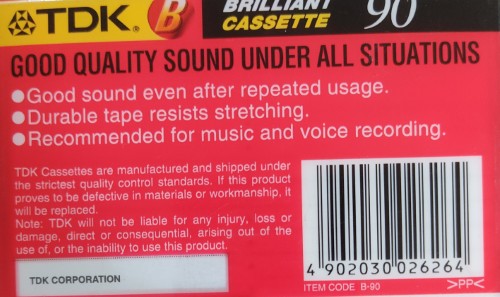 TDK. B BRILLIANT CASSETTE 90
GOOD QUALITY SOUND UNDER ALL SITUATIONS
●Good sound even after repeated usage.
●Durable tape resists stretching.
●Recommended for music and voice recording.
TDK Cassettes are manufactured and shipped under
the strictest quality control standards. If this product
proves to be defective in materials or workmanship, it
will be replaced.
Note: TDK will not be liable for any injury, loss or
damage, direct or consequential, arising out of the
use of, or the inability to use this product.
TDK CORPORATION
4 902030 026264
ITEM CODE B-90 >PP<